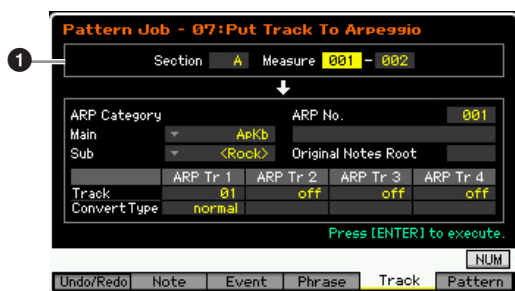 Pattern Job - 07:Put Track To Arpeggio
1
Section A Measure 001 - 002
ARP Category ARP No. 001
Main ApKb
Sub <Rock> Original Notes Root
ARP Tr 1 ARP Tr 2 ARP Tr 3 ARP Tr 4
Track 01 off off off
ConvertType normal
Press [ENTER] to execute.
NUM
Undo/Redo Note Event Phrase Track Pattern